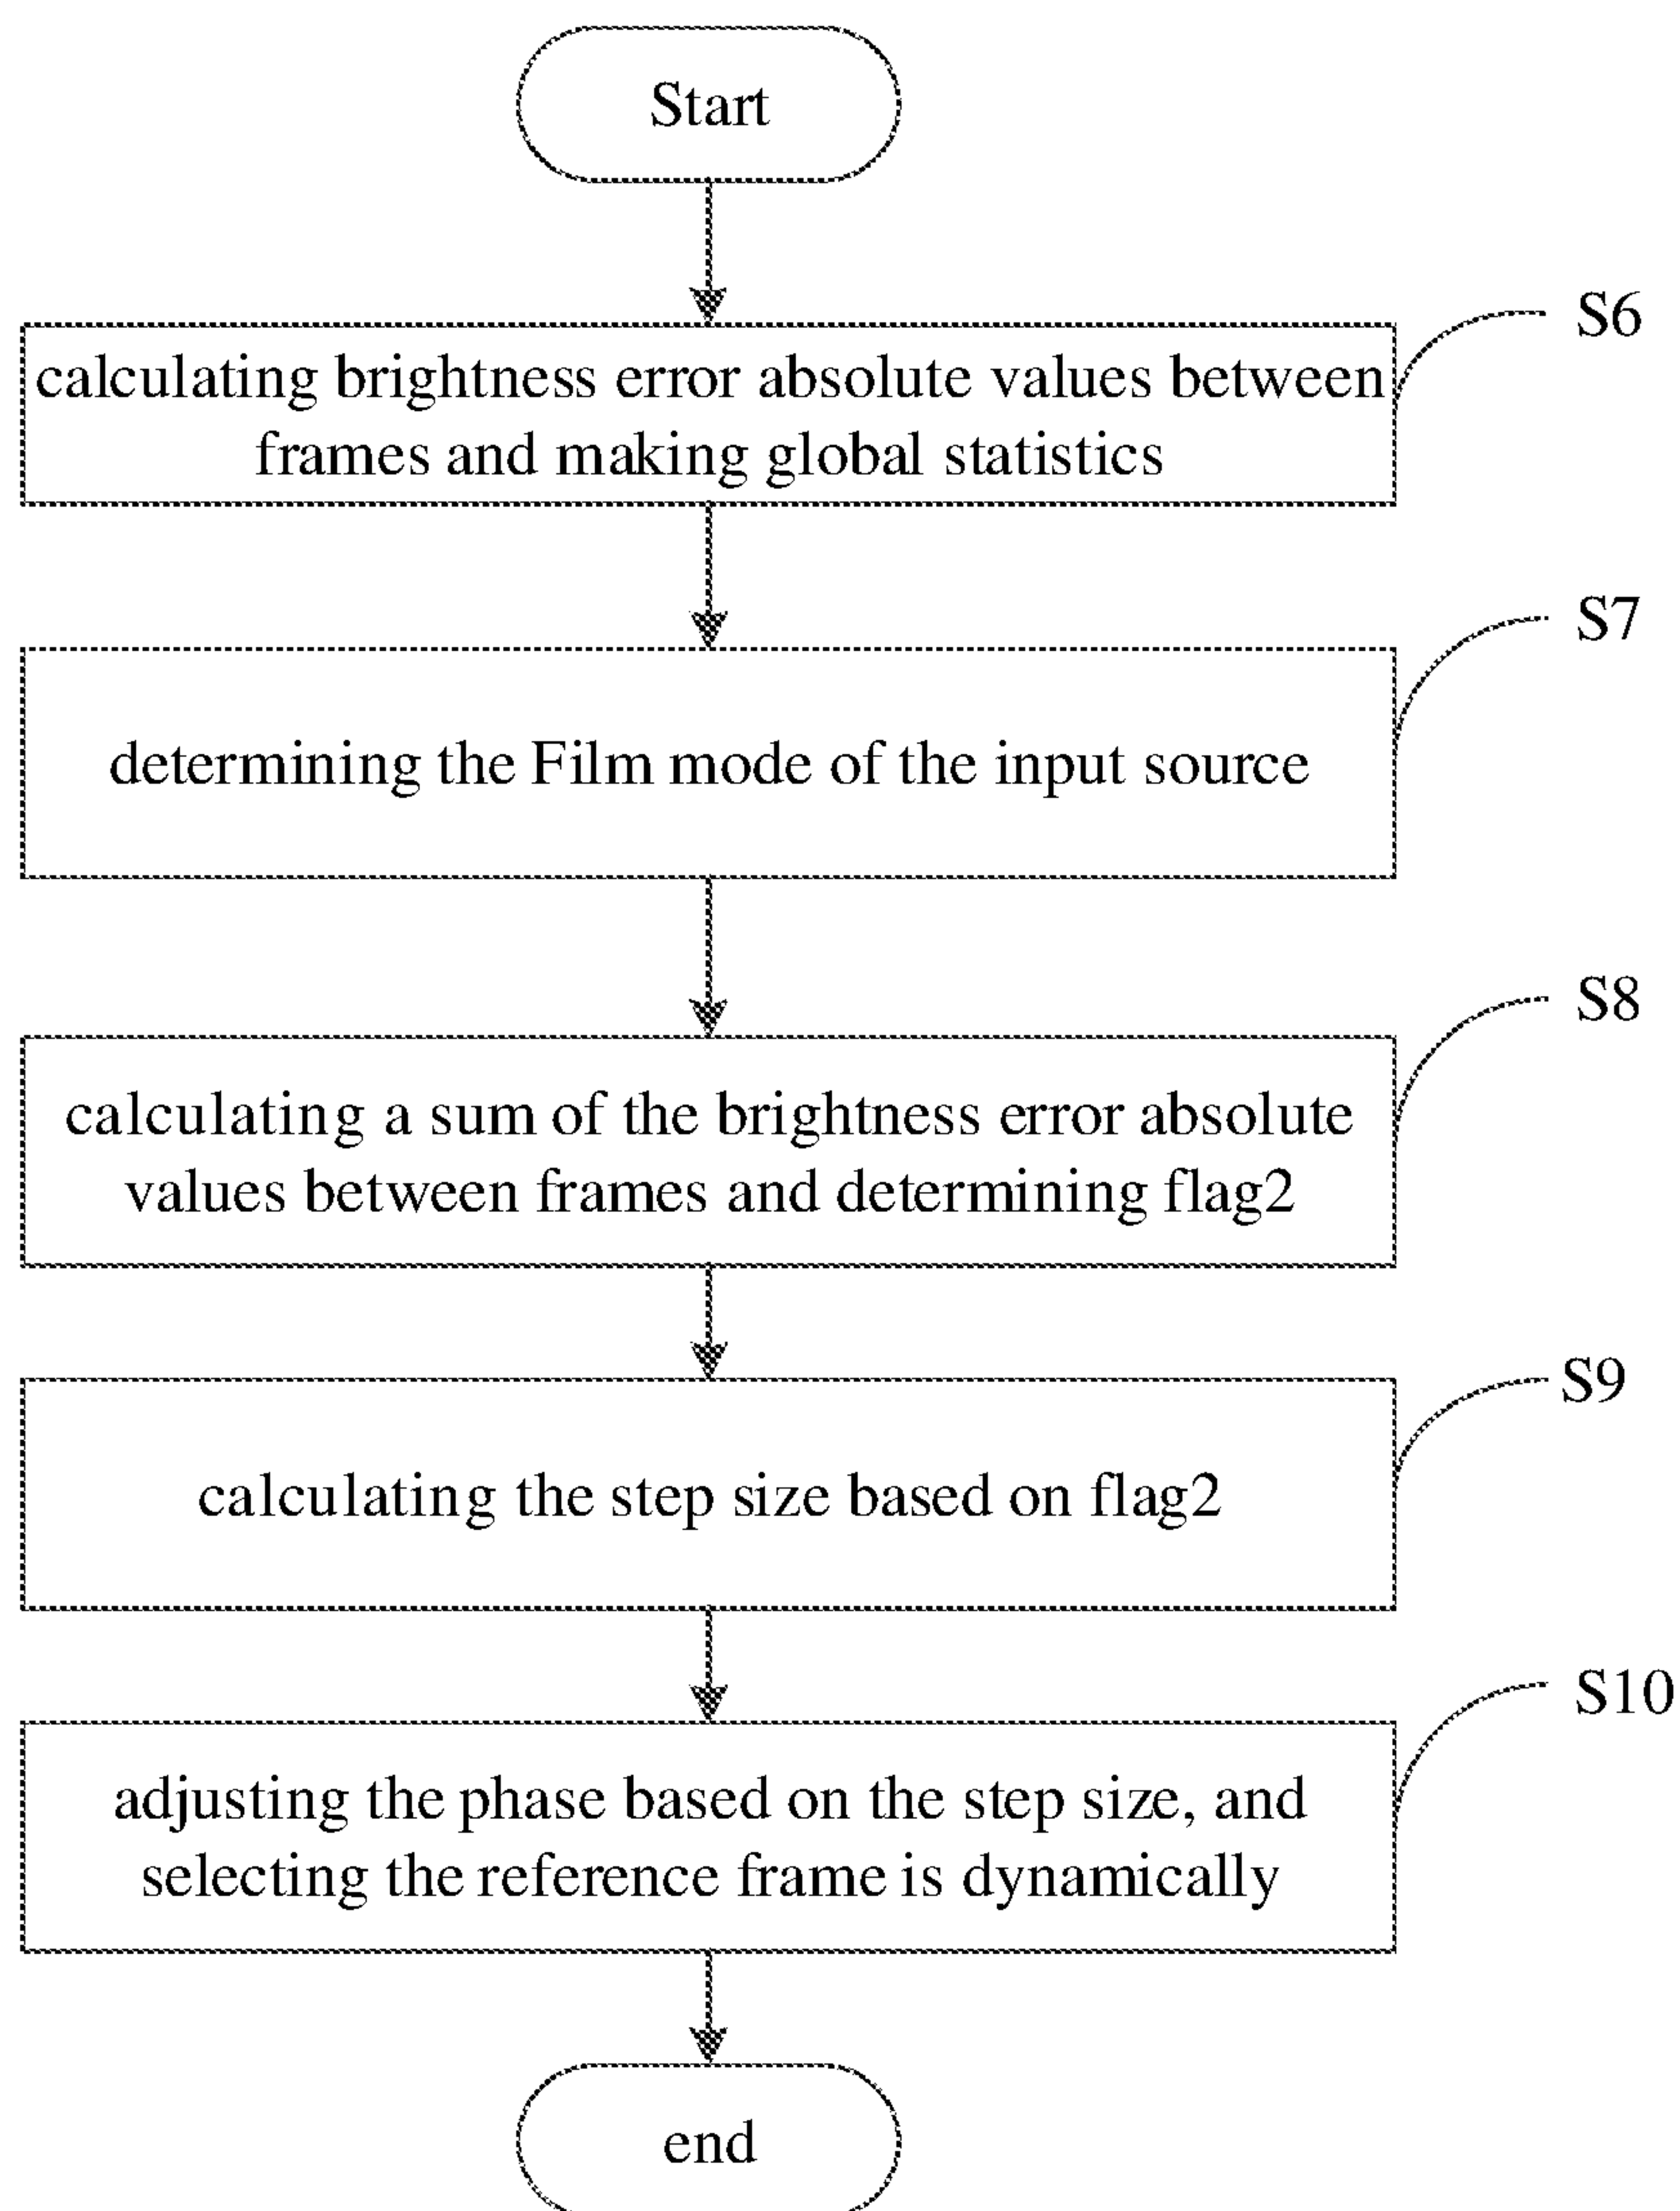 Start
S6
calculating brightness error absolute values between
frames and making global statistics
S7
determining the Film mode of the input source
S8
calculating a sum of the brightness error absolute
values between frames and determining flag2
S9
calculating the step size based on flag2
S10
adjusting the phase based on the step size, and
selecting the reference frame is dynamically
end